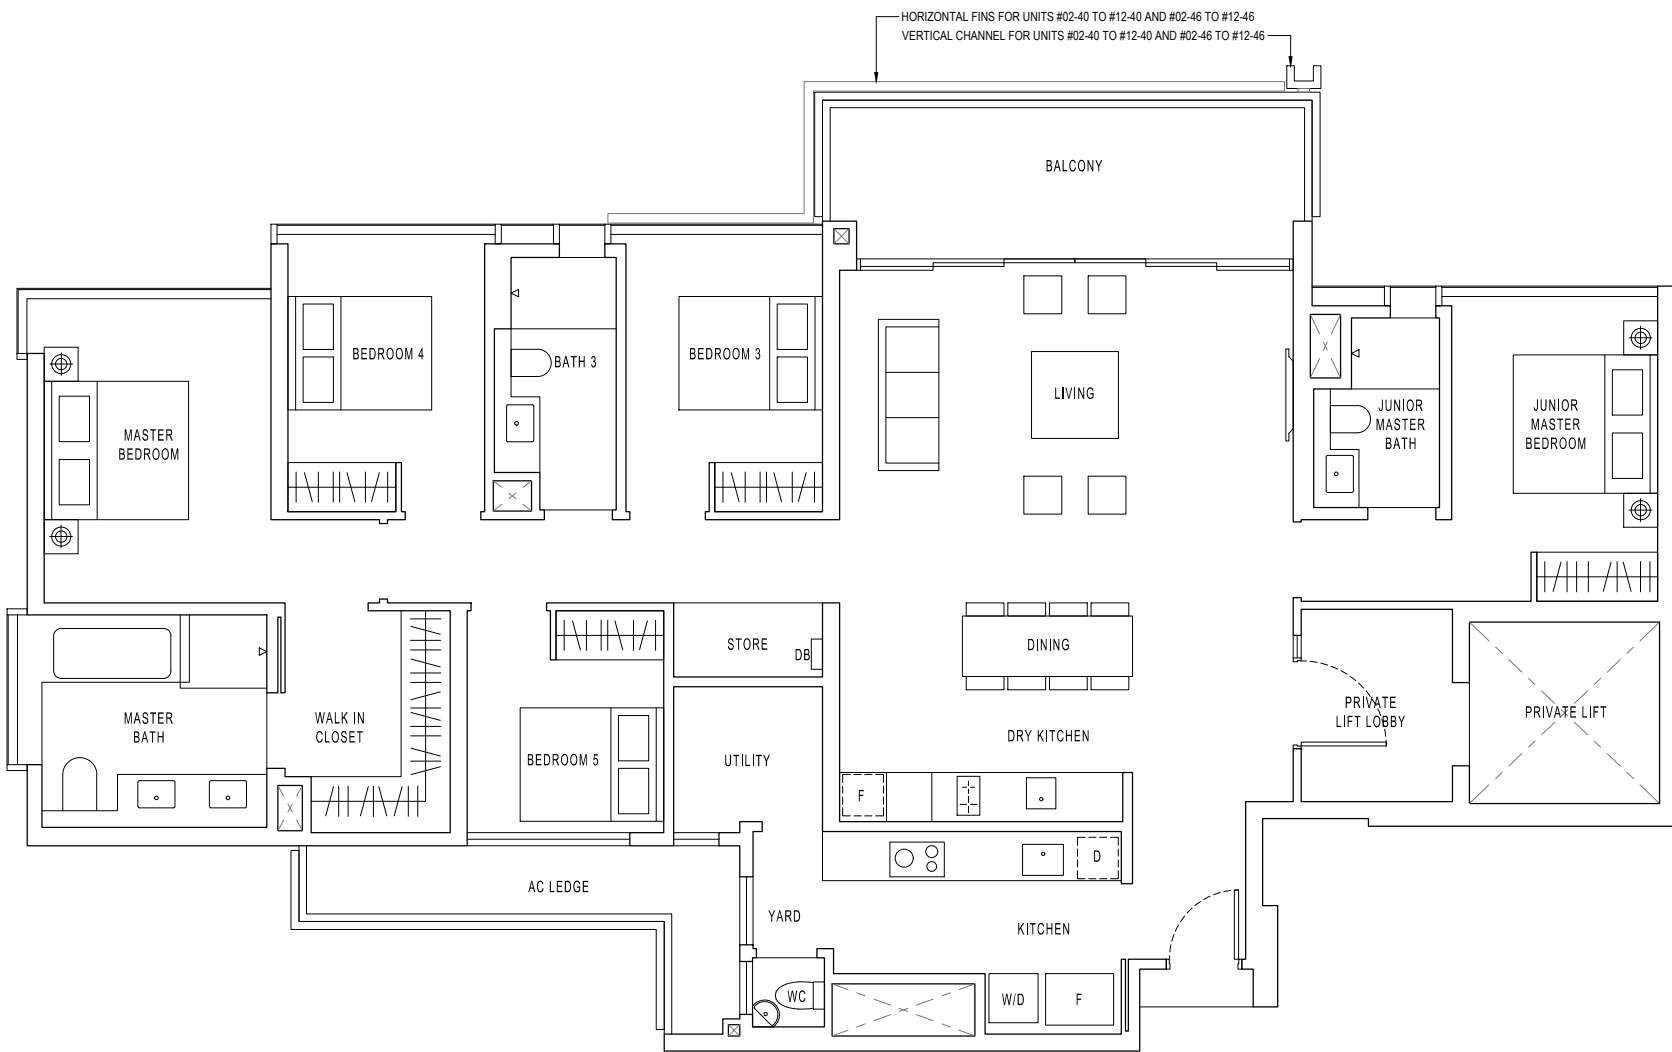 HORIZONTAL FINS FOR UNITS #02-40 TO #12-40 AND #02-46 TO #12-46
VERTICAL CHANNEL FOR UNITS #02-40 TO #12-40 AND #02-46 TO #12-46
BALCONY
BEDROOM 4
BATH 3
BEDROOM 3
LIVING
JUNIOR
MASTER
BATH
JUNIOR
MASTER
BEDROOM
MASTER
BEDROOM
STORE
DB
DINING
MASTER
BATH
WALK IN
CLOSET
BEDROOM 5
UTILITY
DRY KITCHEN
PRIVATE
LIFT LOBBY
PRIVATE LIFT
F
D
AC LEDGE
YARD
KITCHEN
WC
W/D
F